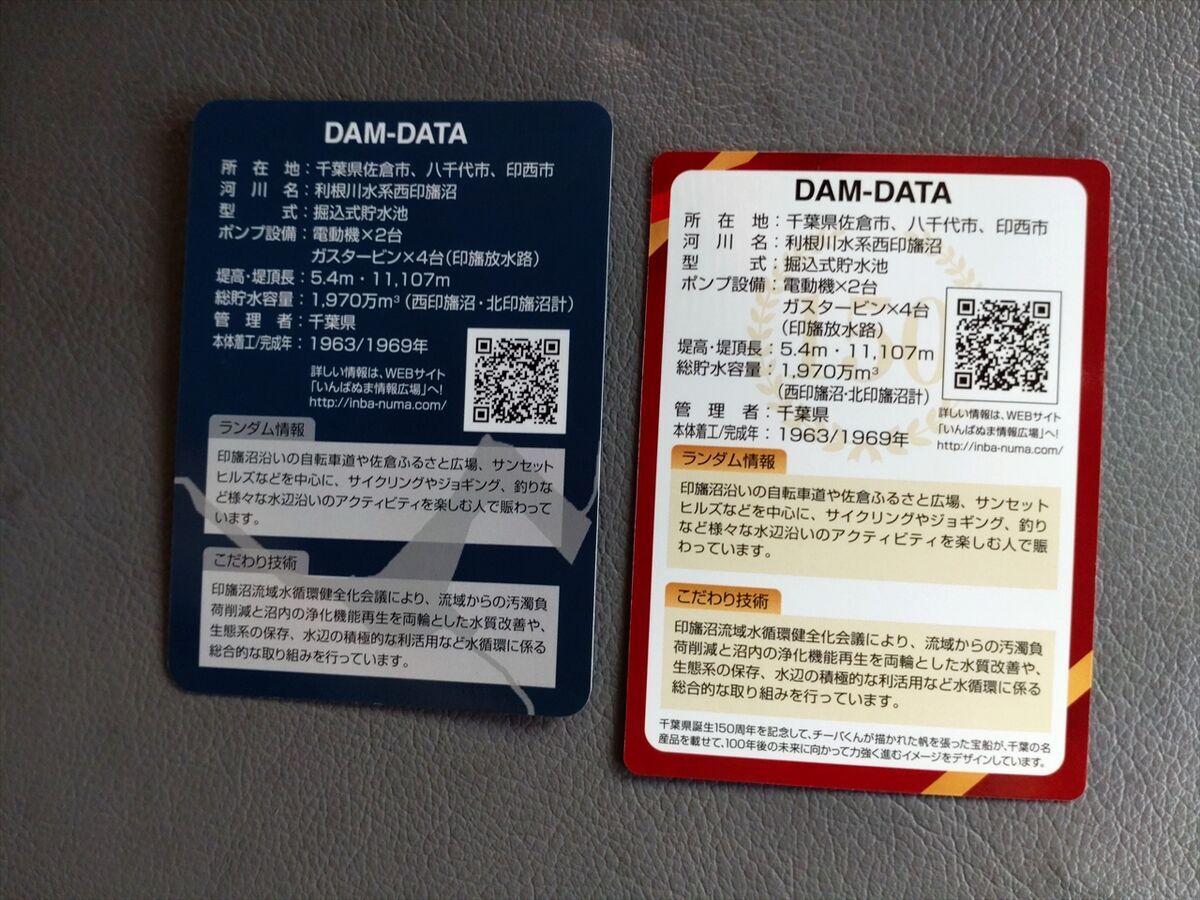 DAM-DATA
所在地：千葉県佐倉市、八千代市、印西市
河川名：利根川水系西印旛沼
型式：掘込式貯水池
ポンプ設備：電動機×2台
ガスタービン×4台（印旛放水路）
堤高・堤頂長：5.4m・11,107m
総貯水容量：1,970万m³（西印旛沼・北印旛沼計）
管理者：千葉県
本体着工/完成年：1963/1969年
詳しい情報は、WEBサイト
「いんばぬま情報広場」へ!
http://inba-numa.com/
ランダム情報
印旛沼沿いの自転車道や佐倉ふるさと広場、サンセット
ヒルズなどを中心に、サイクリングやジョギング、釣りな
ど様々な水辺沿いのアクティビティを楽しむ人で賑わって
います。
こだわり技術
印旛沼流域水循環健全化会議により、流域からの汚濁負
荷削減と沼内の浄化機能再生を両輪とした水質改善や、
生態系の保存、水辺の積極的な利活用など水循環に係る
総合的な取り組みを行っています。
DAM-DATA
所在地：千葉県佐倉市、八千代市、印西市
河川名：利根川水系西印旛沼
型式：掘込式貯水池
ポンプ設備：電動機×2台
ガスタービン×4台
（印旛放水路）
堤高・堤頂長：5.4m・11,107m
総貯水容量：1,970万m³
（西印旛沼・北印旛沼計）
管理者：千葉県
本体着工/完成年：1963/1969年
150
詳しい情報は、WEBサイト
「いんばぬま情報広場」へ!
http://inba-numa.com/
ランダム情報
印旛沼沿いの自転車道や佐倉ふるさと広場、サンセット
ヒルズなどを中心に、サイクリングやジョギング、釣り
など様々な水辺沿いのアクティビティを楽しむ人で賑
わっています。
こだわり技術
印旛沼流域水循環健全化会議により、流域からの汚濁負
荷削減と沼内の浄化機能再生を両輪とした水質改善や、
生態系の保存、水辺の積極的な利活用など水循環に係る
総合的な取り組みを行っています。
千葉県誕生150周年を記念して、チーバくんが描かれた帆を張った宝船が、千葉の名
産品を載せて、100年後の未来に向かって力強く進むイメージをデザインしています。